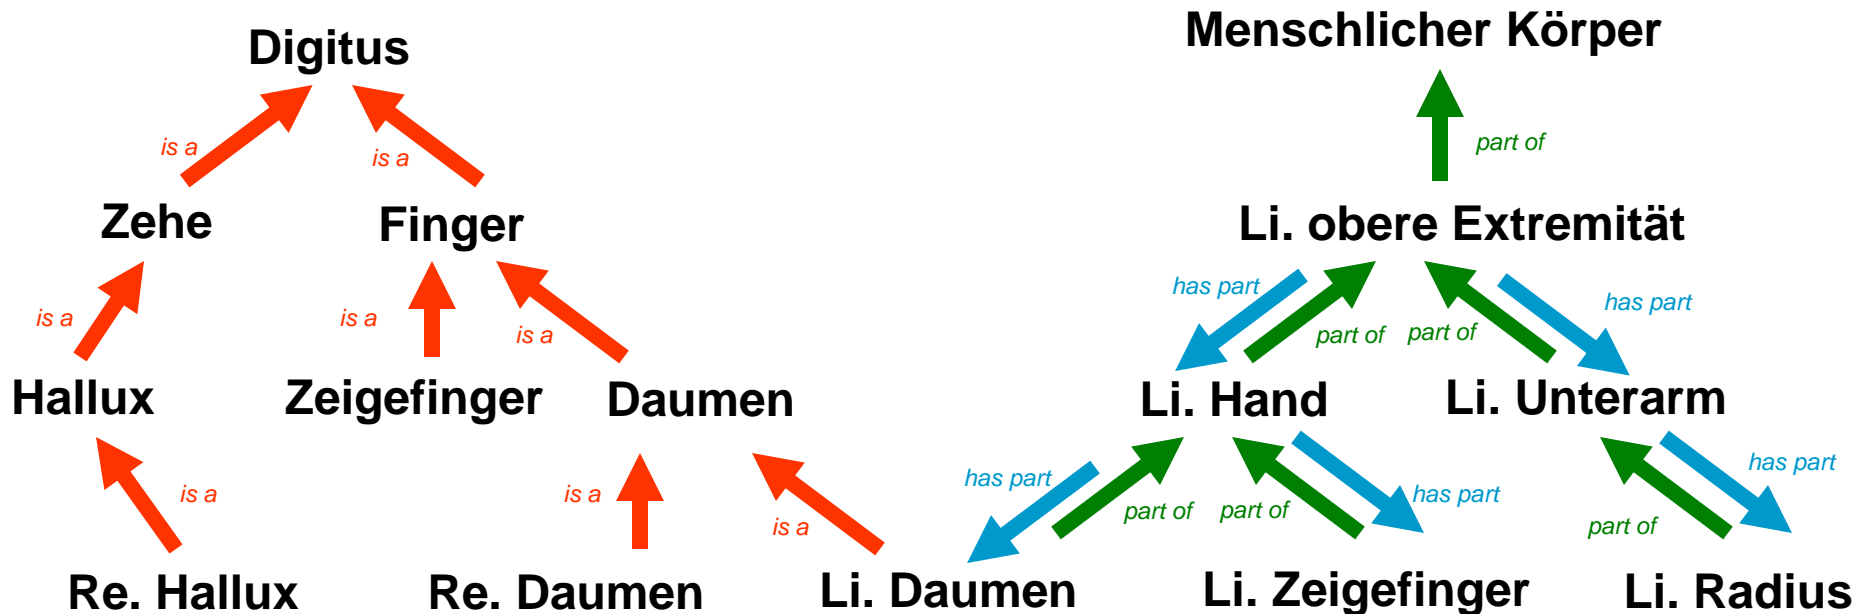 Digitus
Menschlicher Körper
is a
is a
part of
Zehe
Finger
Li. obere Extremität
is a
is a
is a
has part
part of
part of
has part
Hallux
Zeigefinger
Daumen
Li. Hand
Li. Unterarm
is a
is a
is a
has part
part of
part of
has part
part of
has part
Re. Hallux
Re. Daumen
Li. Daumen
Li. Zeigefinger
Li. Radius